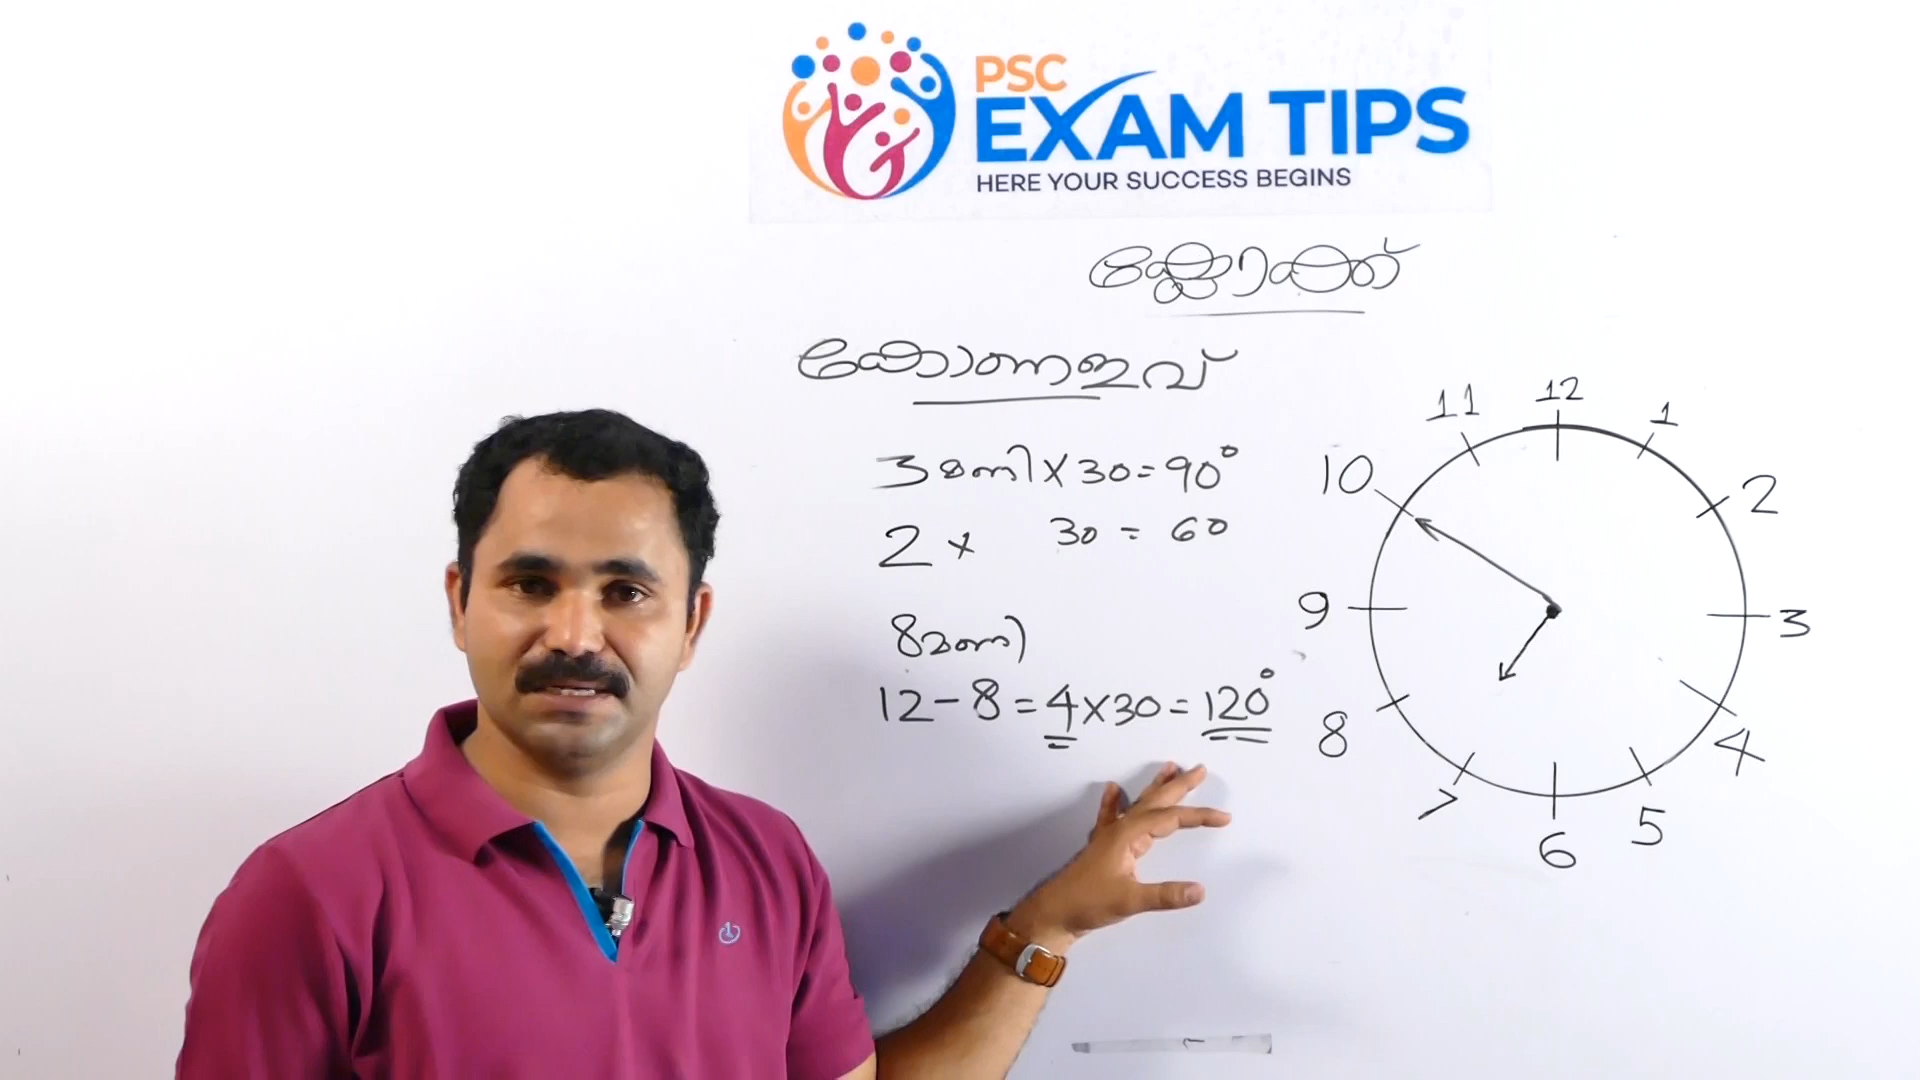 PSC
EXAM TIPS
HERE YOUR SUCCESS BEGINS
ക്ലോക്ക്
കോണളവ്
3 മണി × 30 = 90°
2 × 30 = 60
8 മണി
12 - 8 = 4 × 30 = 120°
12
11
1
10
2
9
3
8
4
7
5
6